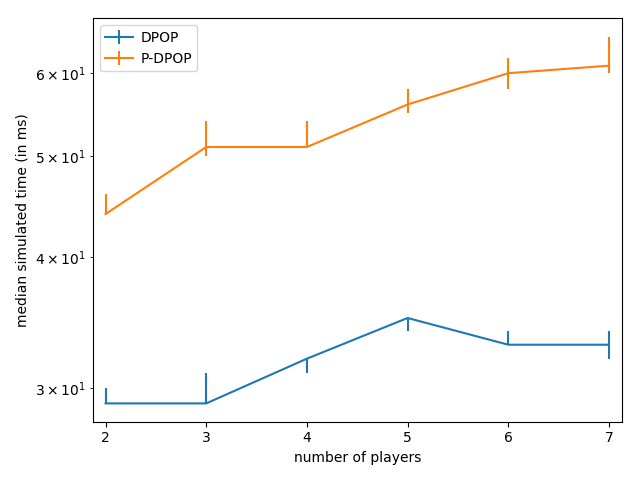 DPOP
P-DPOP
6 × 10¹
5 × 10¹
4 × 10¹
3 × 10¹
median simulated time (in ms)
2 3 4 5 6 7
number of players